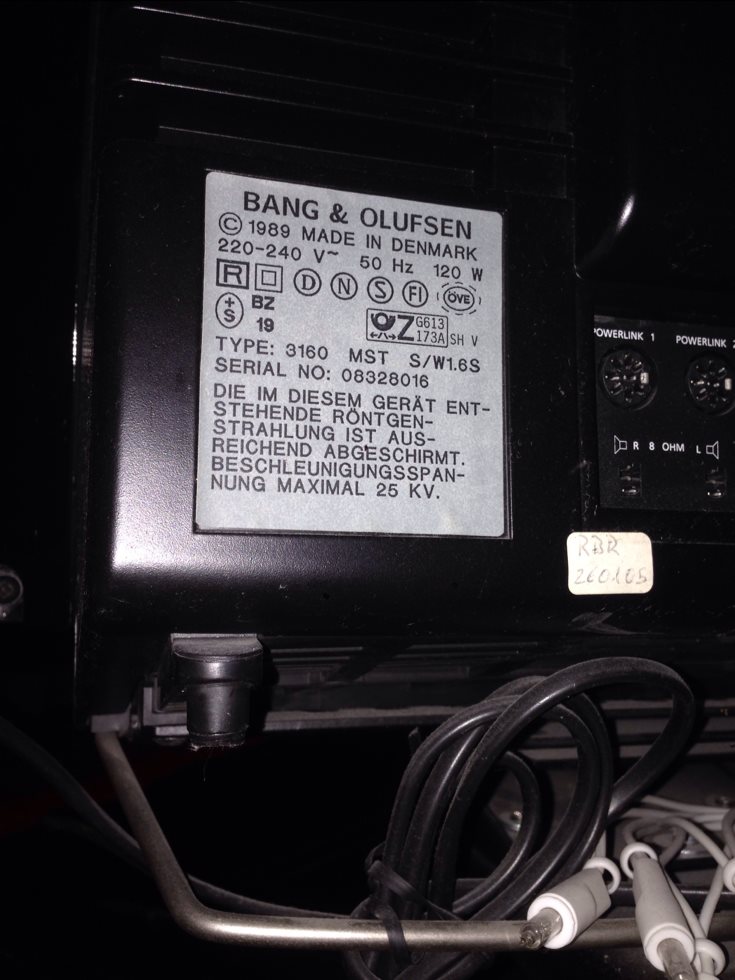 BANG & OLUFSEN
© 1989 MADE IN DENMARK
220-240 V~ 50 Hz 120 W
R D N S FI ÖVE
+S BZ 19
Z G613 173A SH V
TYPE: 3160 MST S/W1.6S
SERIAL NO: 08328016
DIE IM DIESEM GERÄT ENT-
STEHENDE RÖNTGEN-
STRAHLUNG IST AUS-
REICHEND ABGESCHIRMT.
BESCHLEUNIGUNGSSPAN-
NUNG MAXIMAL 25 KV.
POWERLINK 1 POWERLINK 2
R 8 OHM L
RBR
260105